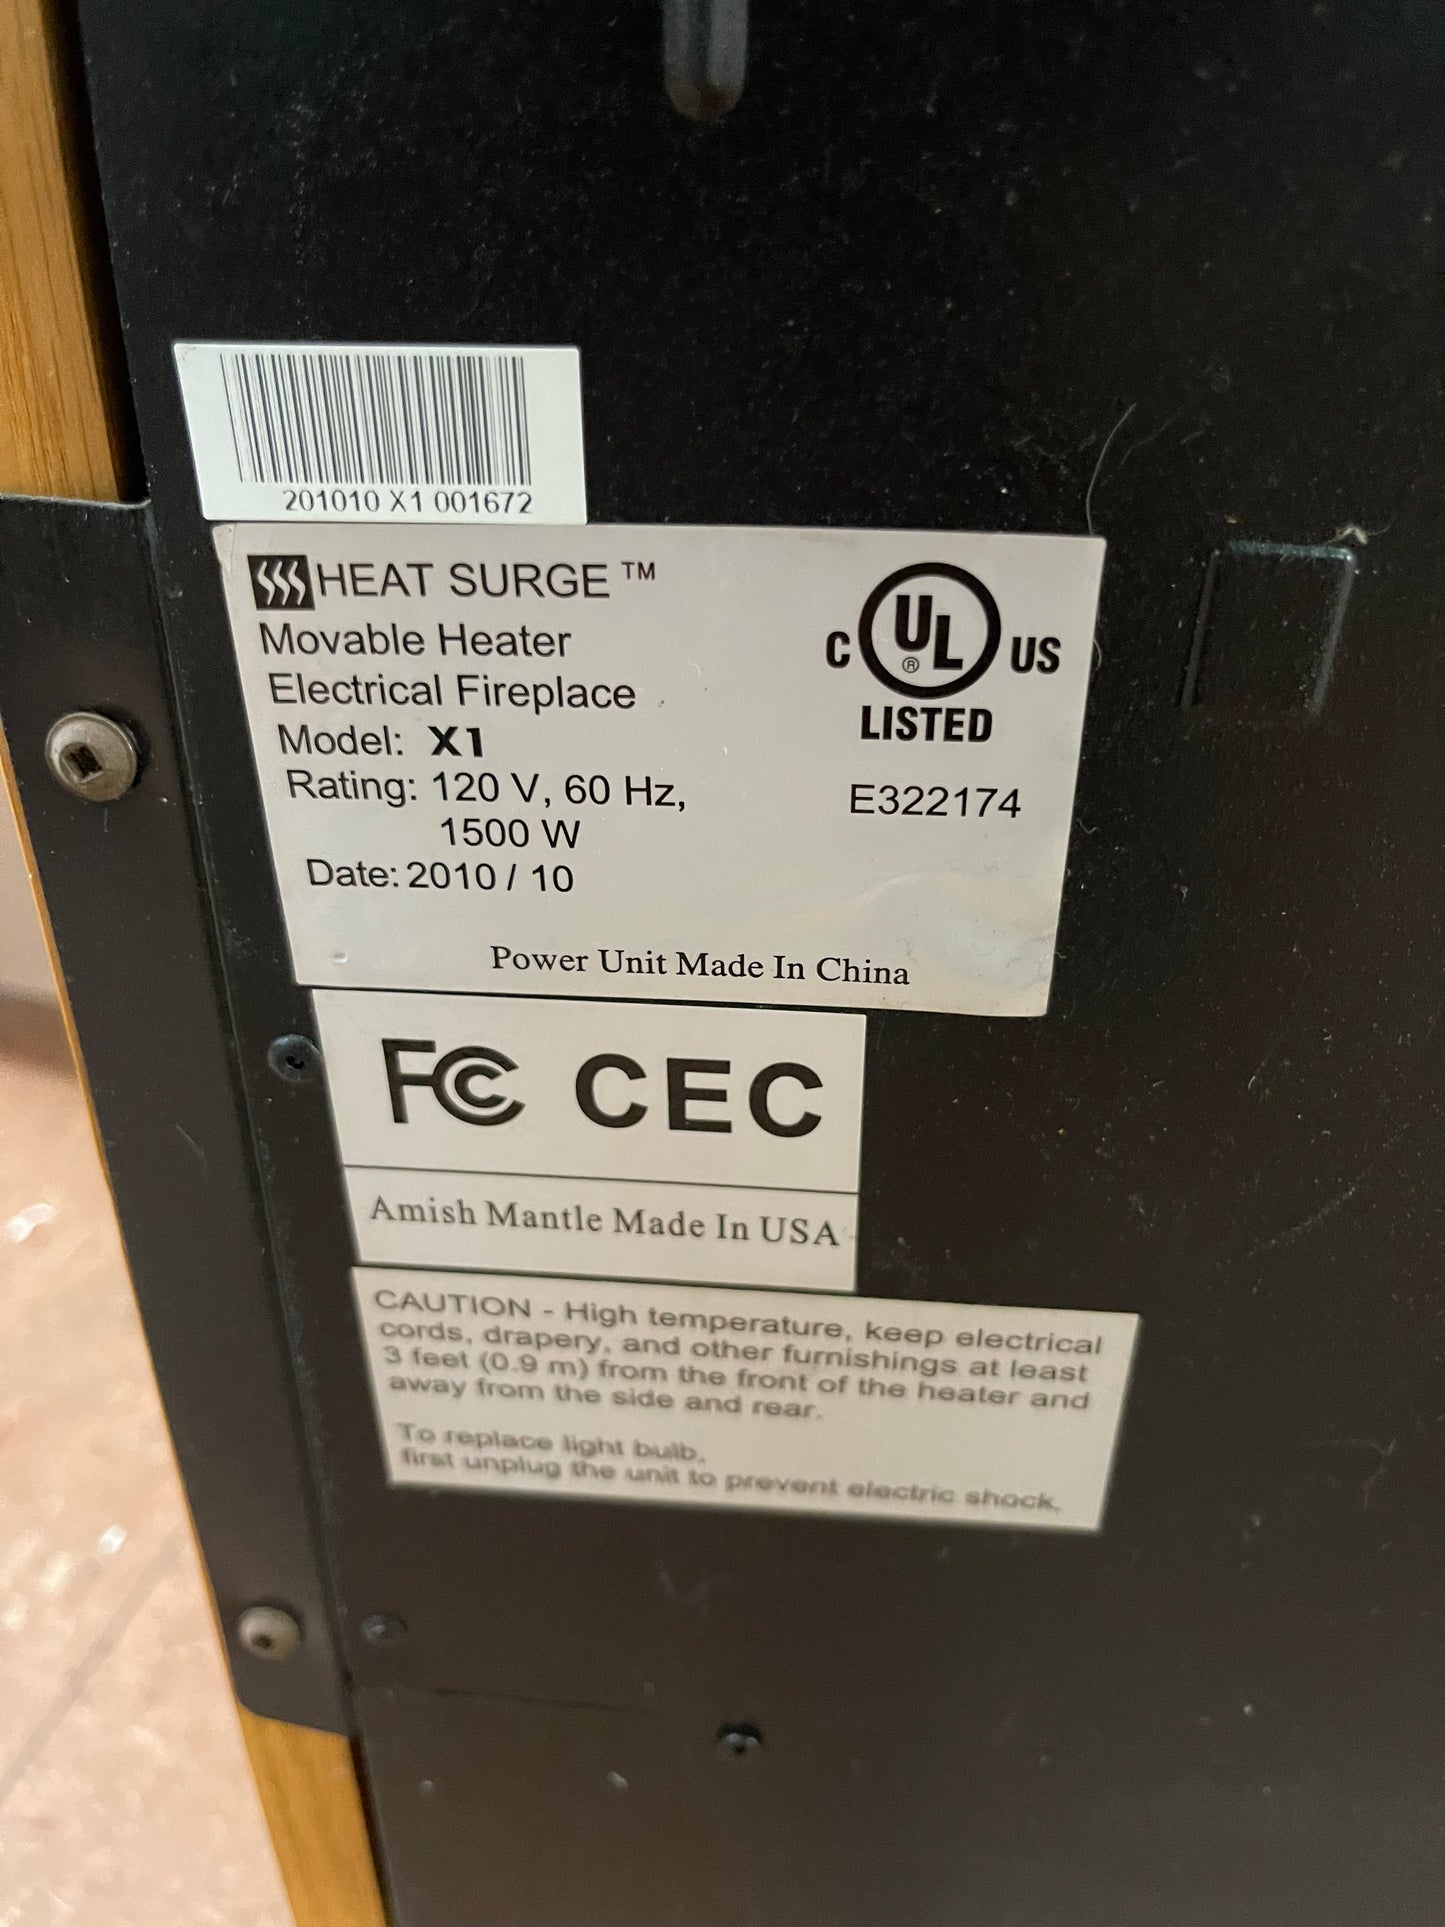 201010 X1 001672
HEAT SURGE ™
Movable Heater
Electrical Fireplace
Model: X1
Rating: 120 V, 60 Hz,
1500 W
Date: 2010 / 10
C UL ® US
LISTED
E322174
Power Unit Made In China
FC CEC
Amish Mantle Made In USA
CAUTION - High temperature, keep electrical
cords, drapery, and other furnishings at least
3 feet (0.9 m) from the front of the heater and
away from the side and rear.
To replace light bulb,
first unplug the unit to prevent electric shock.